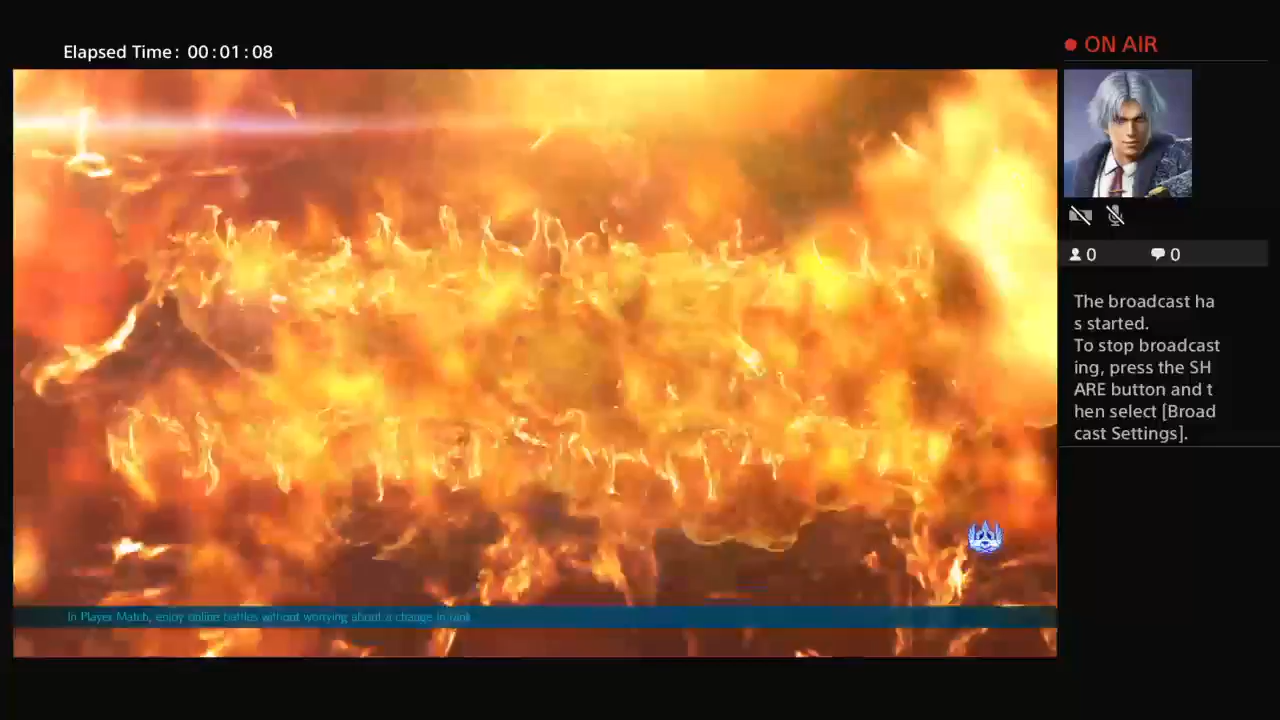 Elapsed Time: 00:01:08
ON AIR
0 0
The broadcast ha
s started.
To stop broadcast
ing, press the SH
ARE button and t
hen select [Broad
cast Settings].
In Player Match, enjoy online battles without worrying about a change in rank.